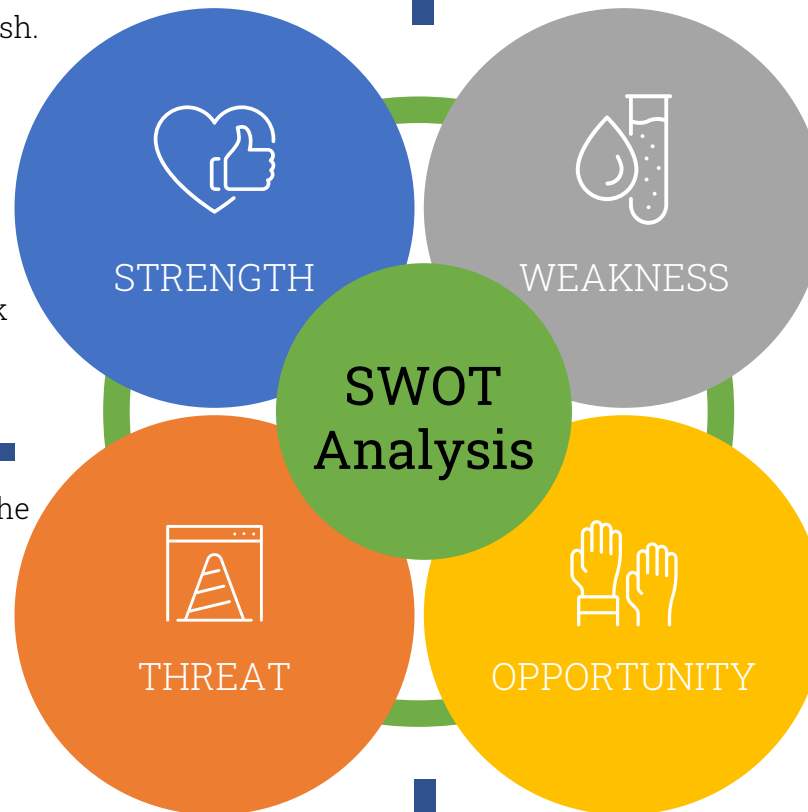 sh.
STRENGTH
WEAKNESS
k
SWOT
Analysis
he
THREAT
OPPORTUNITY